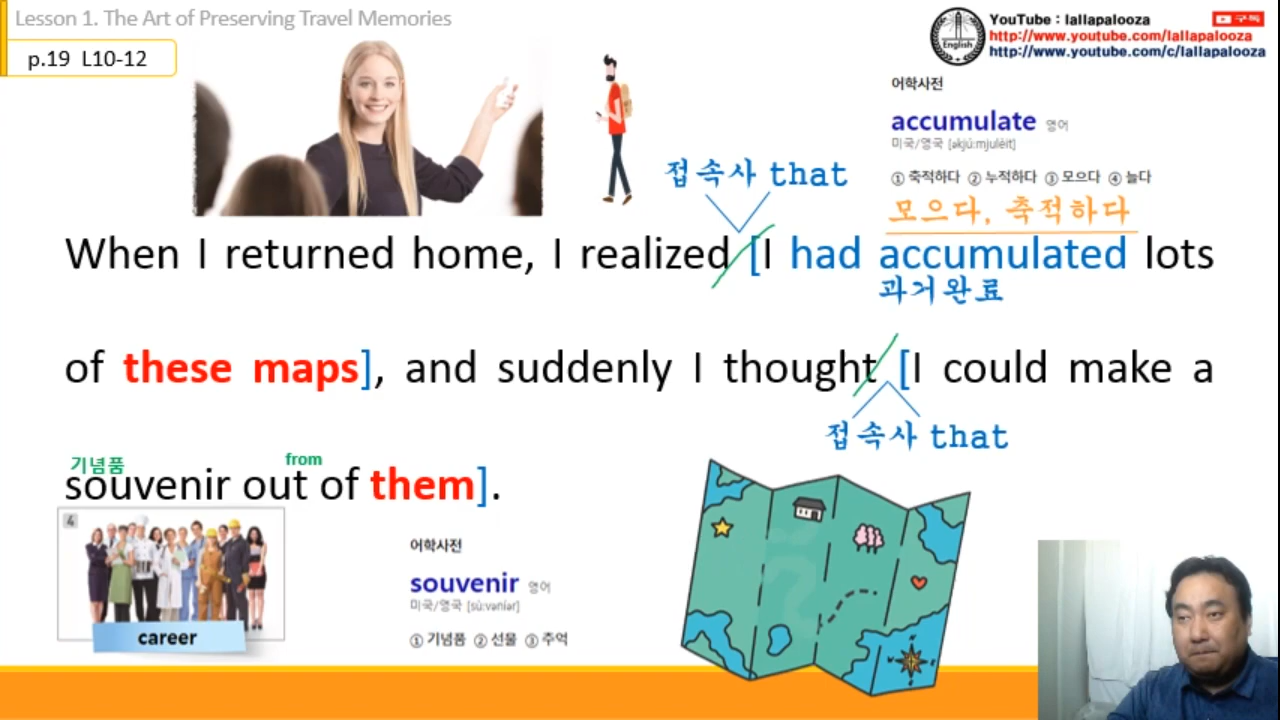 Lesson 1. The Art of Preserving Travel Memories
p.19 L10-12
English
YouTube : lallapalooza
구독
http://www.youtube.com/lallapalooza
http://www.youtube.com/c/lallapalooza
어학사전
accumulate 영어
미국/영국 [əkjúːmjulèit]
① 축적하다 ② 누적하다 ③ 모으다 ④ 늘다
모으다, 축적하다
접속사 that
When I returned home, I realized [I had accumulated lots
과거완료
of these maps], and suddenly I thought [I could make a
접속사 that
기념품 from
souvenir out of them].
4
career
어학사전
souvenir 영어
미국/영국 [sùːvəníər]
① 기념품 ② 선물 ③ 추억